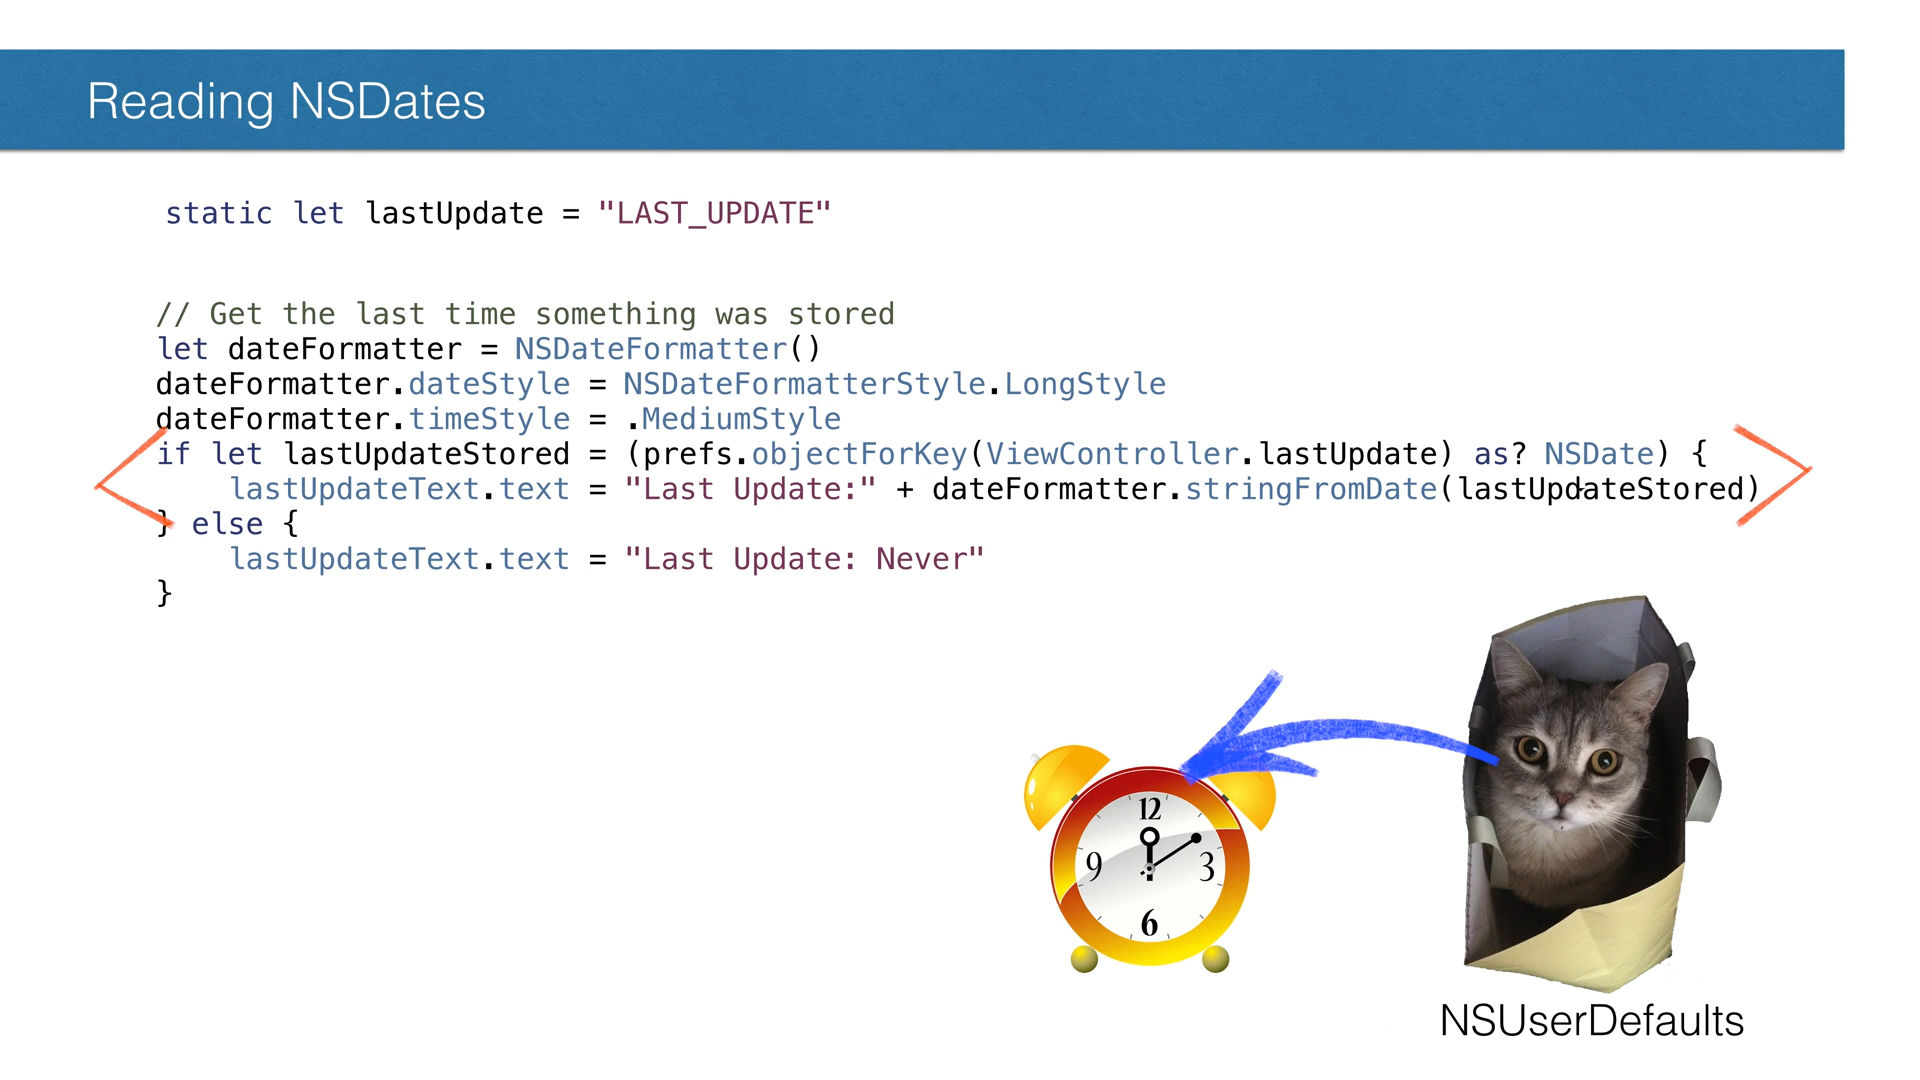 Reading NSDates
static let lastUpdate = "LAST_UPDATE"
// Get the last time something was stored
let dateFormatter = NSDateFormatter()
dateFormatter.dateStyle = NSDateFormatterStyle.LongStyle
dateFormatter.timeStyle = .MediumStyle
if let lastUpdateStored = (prefs.objectForKey(ViewController.lastUpdate) as? NSDate) {
    lastUpdateText.text = "Last Update:" + dateFormatter.stringFromDate(lastUpdateStored)
} else {
    lastUpdateText.text = "Last Update: Never"
}
12
9
3
6
NSUserDefaults